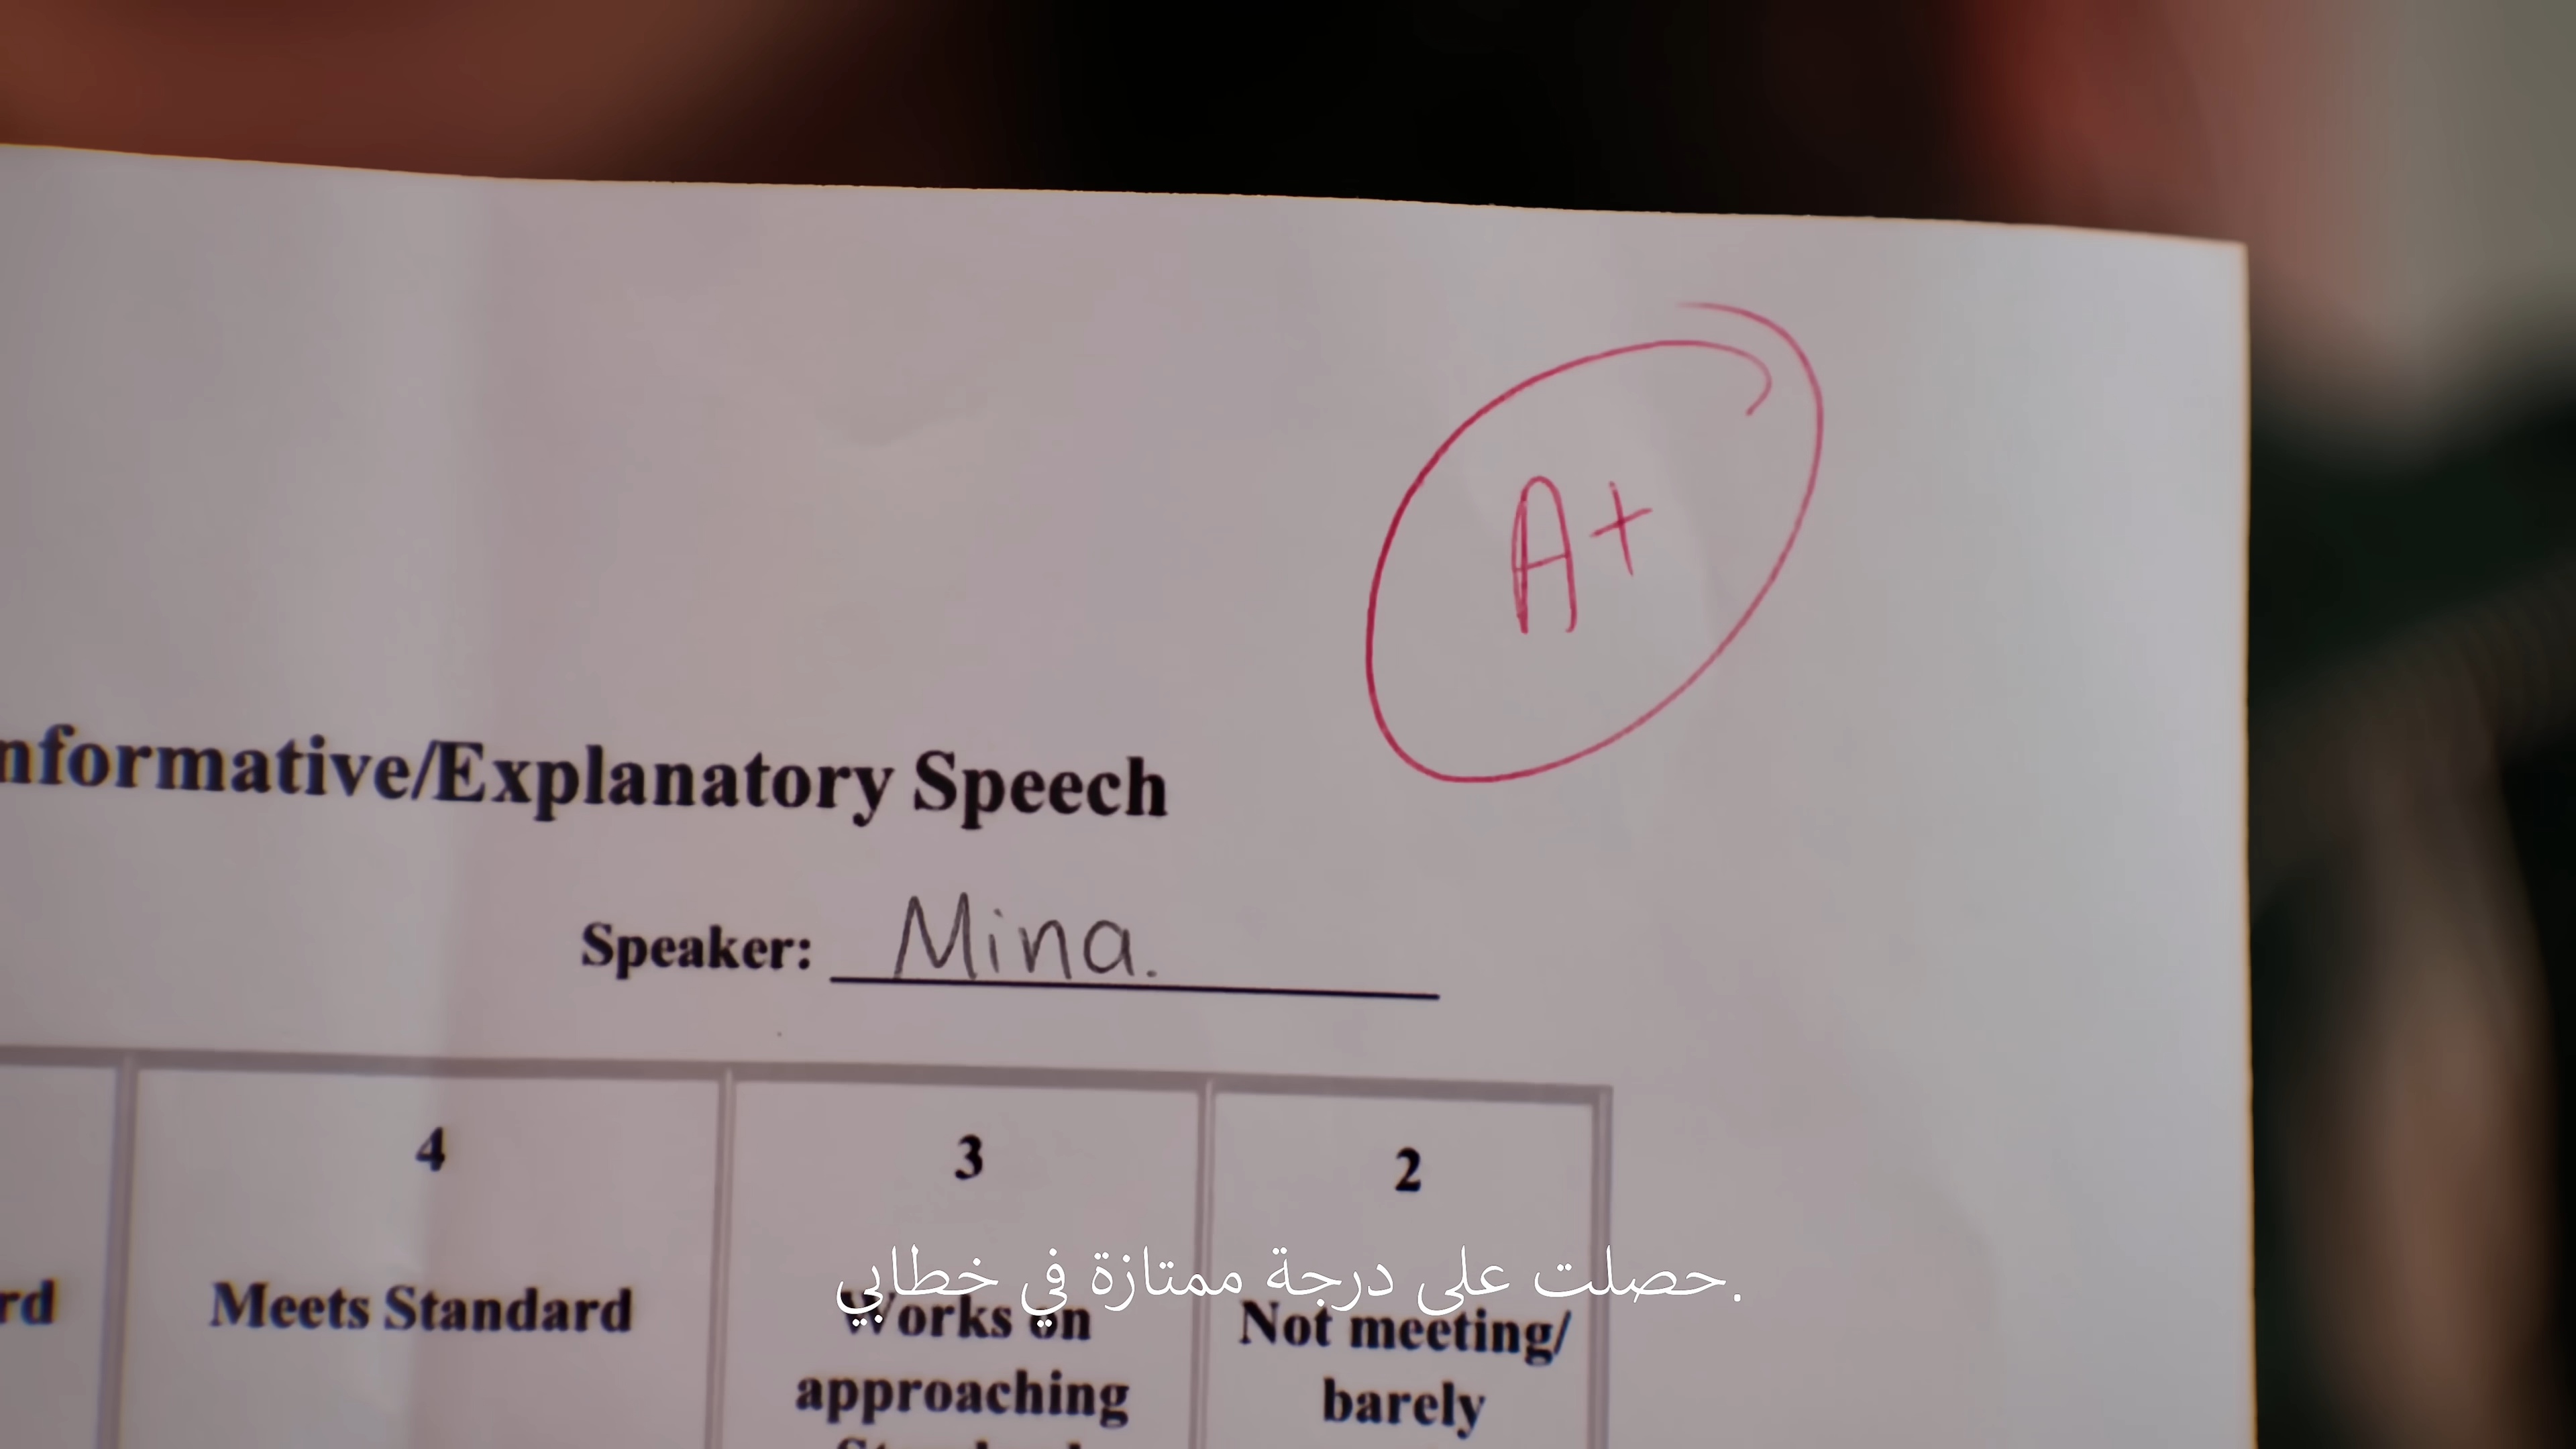 A+
nformative/Explanatory Speech
Speaker: Mina.
4 3 2
rd Meets Standard Works on Not meeting/
approaching barely
حصلت على درجة ممتازة في خطابي.